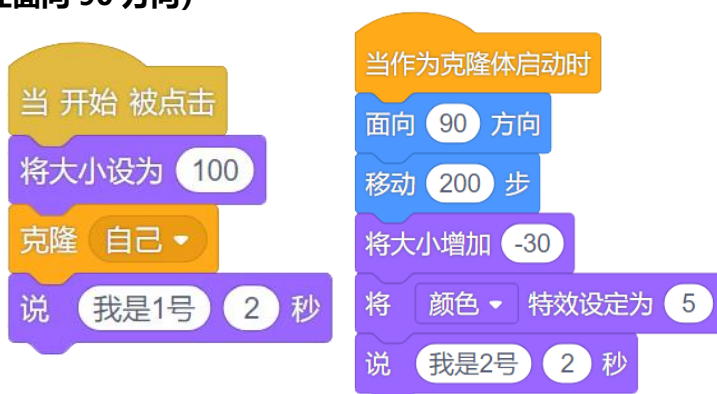 当 开始 被点击
将大小设为 100
克隆 自己
说 我是1号 2 秒
当作为克隆体启动时
面向 90 方向
移动 200 步
将大小增加 -30
将 颜色 特效设定为 5
说 我是2号 2 秒